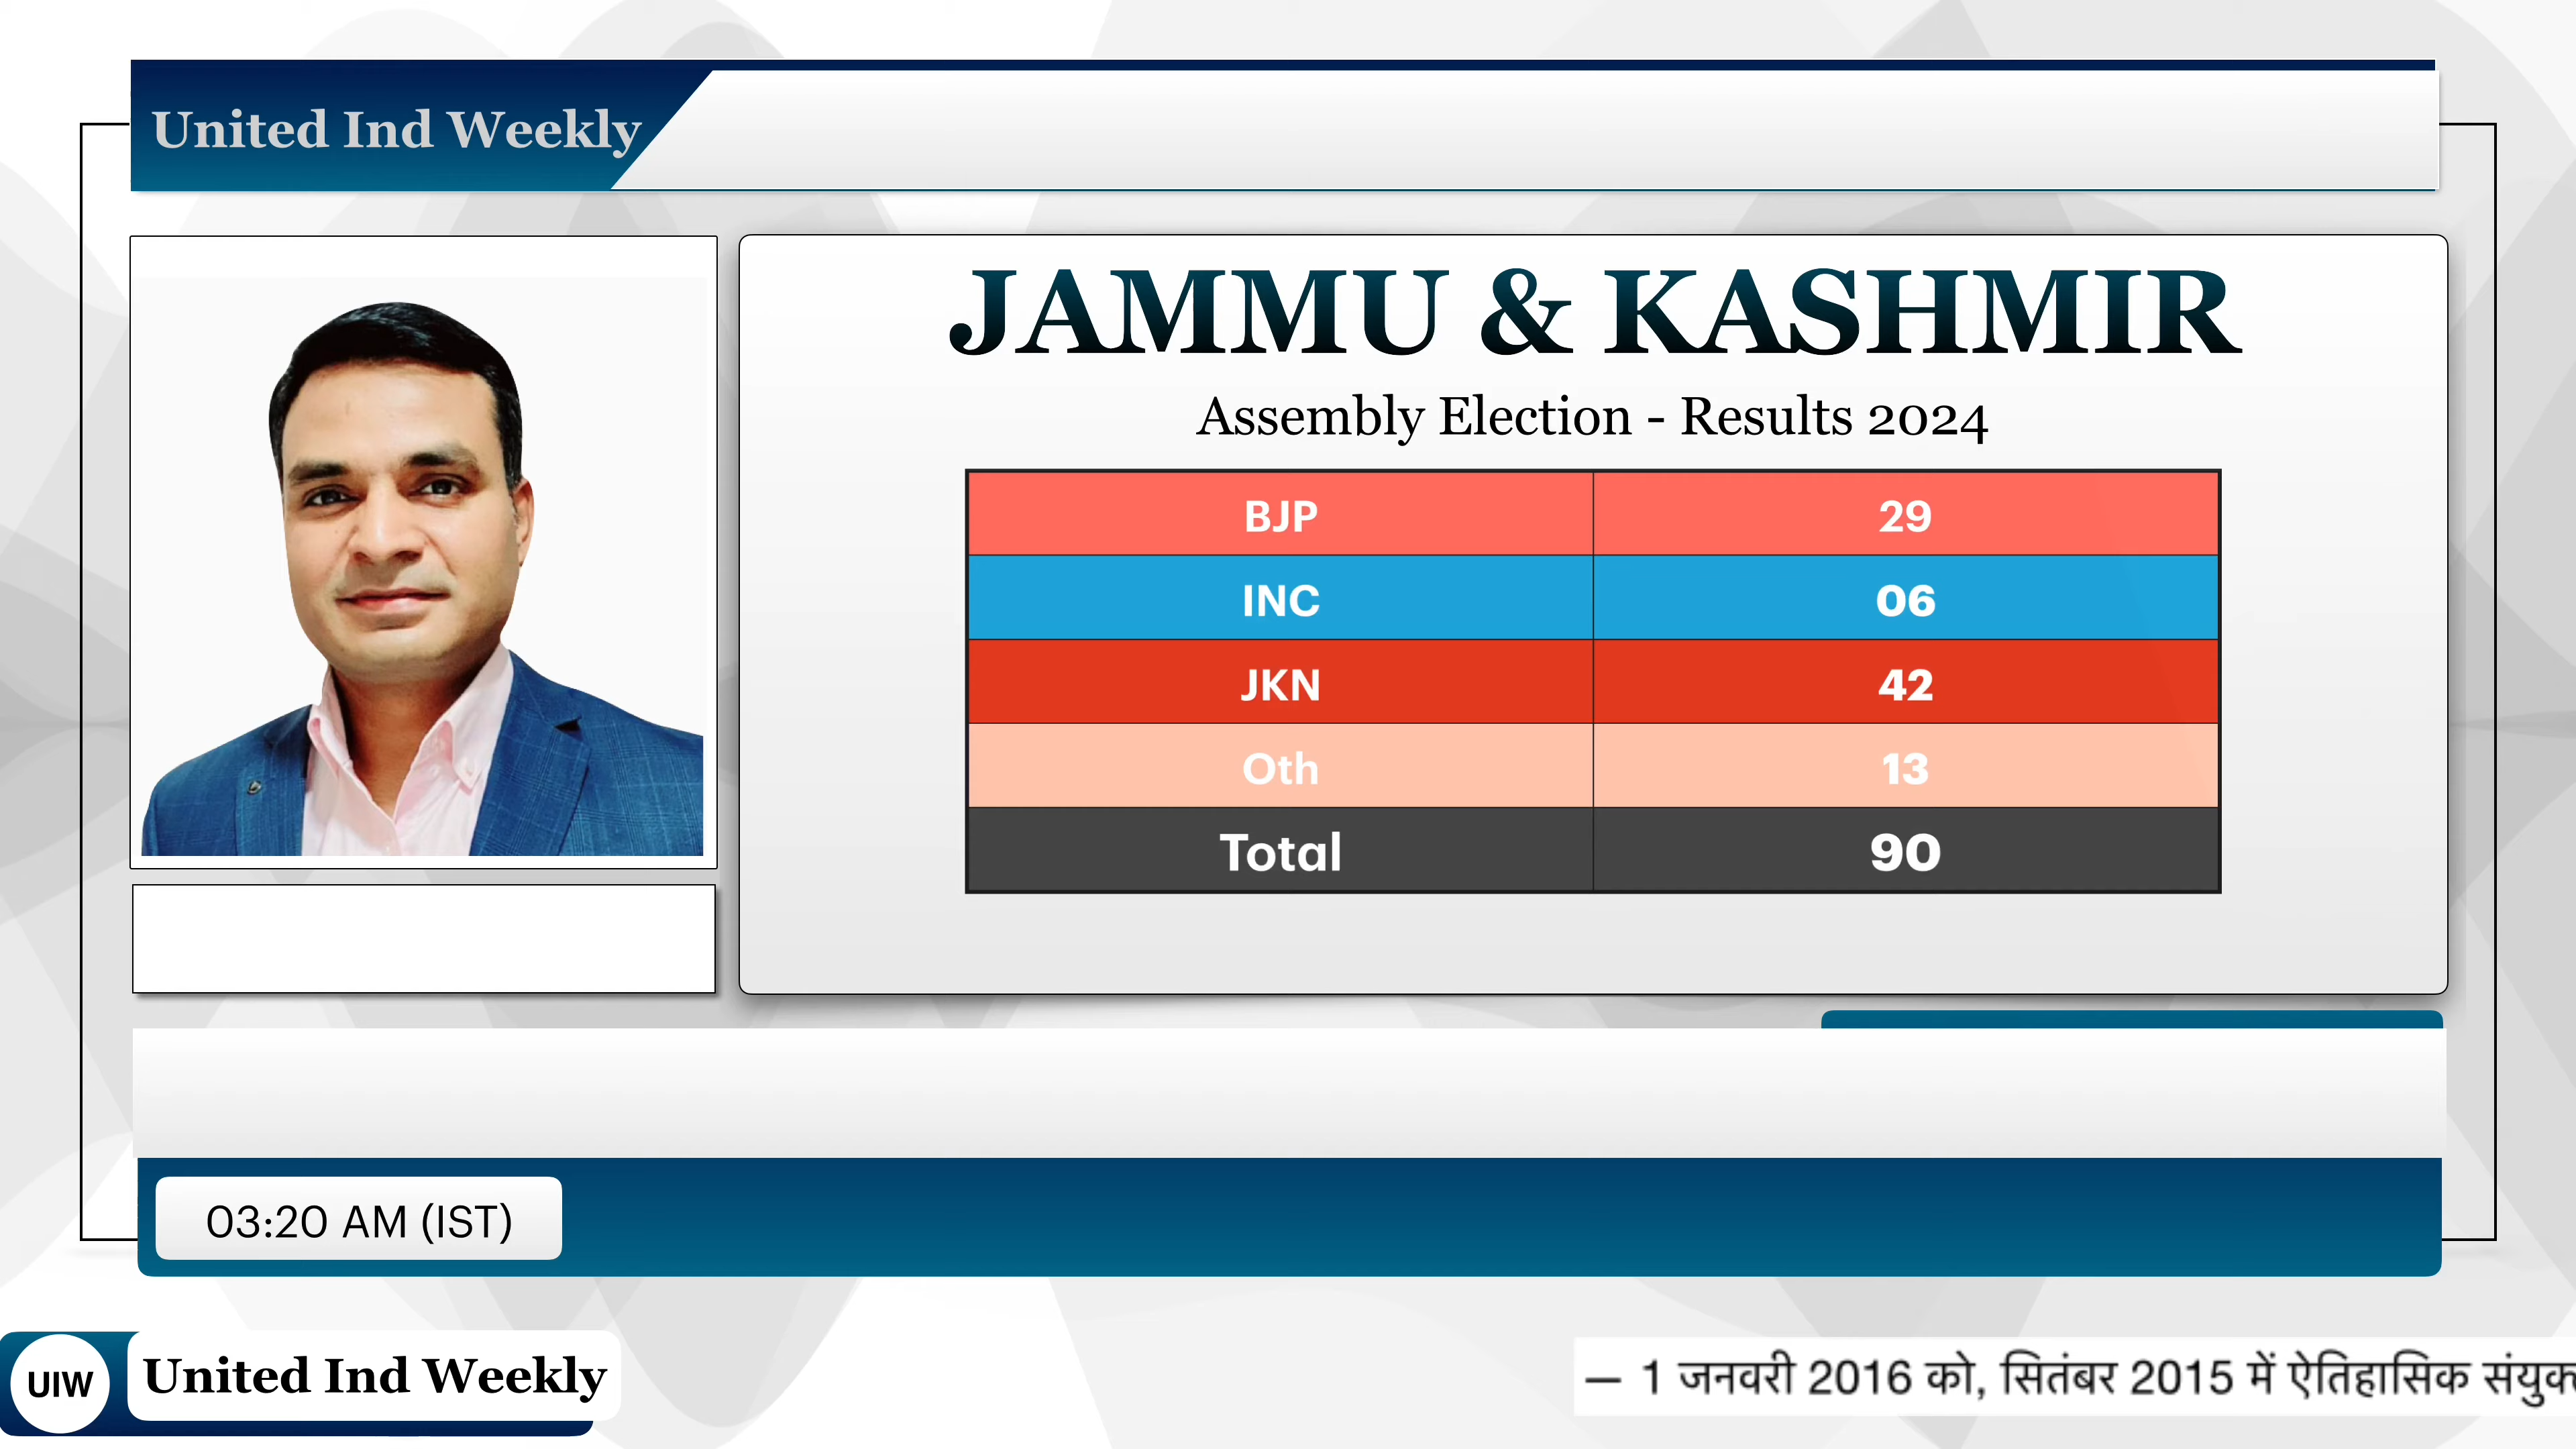 United Ind Weekly
JAMMU & KASHMIR
Assembly Election - Results 2024
BJP 29
INC 06
JKN 42
Oth 13
Total 90
03:20 AM (IST)
UIW United Ind Weekly
— 1 जनवरी 2016 को, सितंबर 2015 में ऐतिहासिक